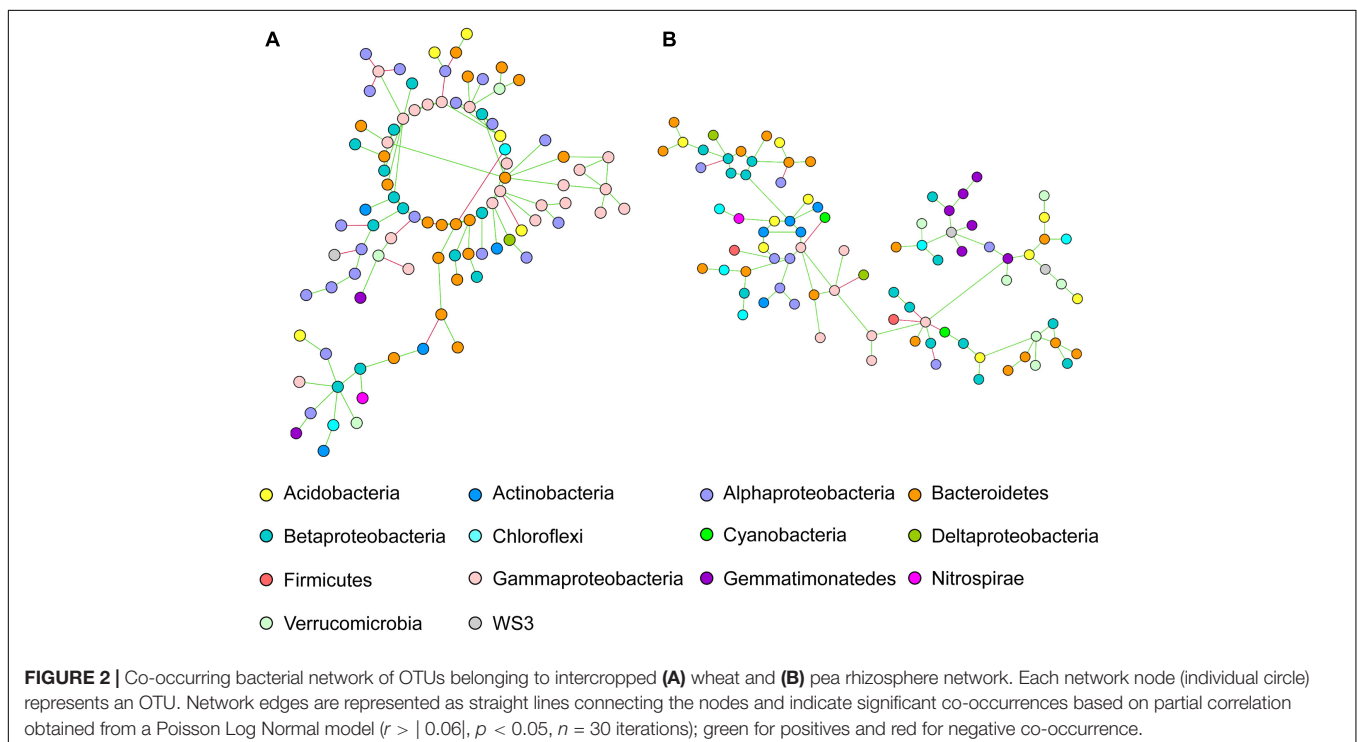 A
B
Acidobacteria Actinobacteria Alphaproteobacteria Bacteroidetes
Betaproteobacteria Chloroflexi Cyanobacteria Deltaproteobacteria
Firmicutes Gammaproteobacteria Gemmatimonatedes Nitrospirae
Verrucomicrobia WS3
FIGURE 2 | Co-occurring bacterial network of OTUs belonging to intercropped (A) wheat and (B) pea rhizosphere network. Each network node (individual circle)
represents an OTU. Network edges are represented as straight lines connecting the nodes and indicate significant co-occurrences based on partial correlation
obtained from a Poisson Log Normal model (r > | 0.06|, p < 0.05, n = 30 iterations); green for positives and red for negative co-occurrence.